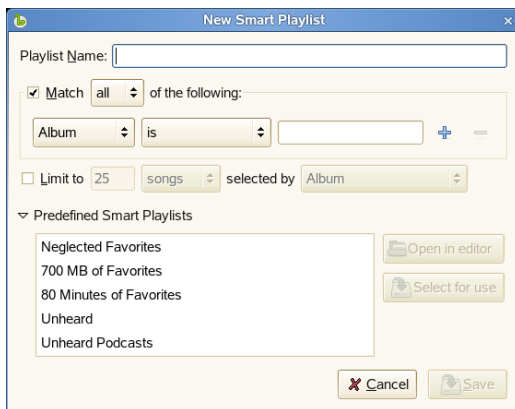 New Smart Playlist
Playlist Name:
Match all of the following:
Album is
Limit to 25 songs selected by Album
Predefined Smart Playlists
Neglected Favorites
700 MB of Favorites
80 Minutes of Favorites
Unheard
Unheard Podcasts
Open in editor
Select for use
Cancel Save